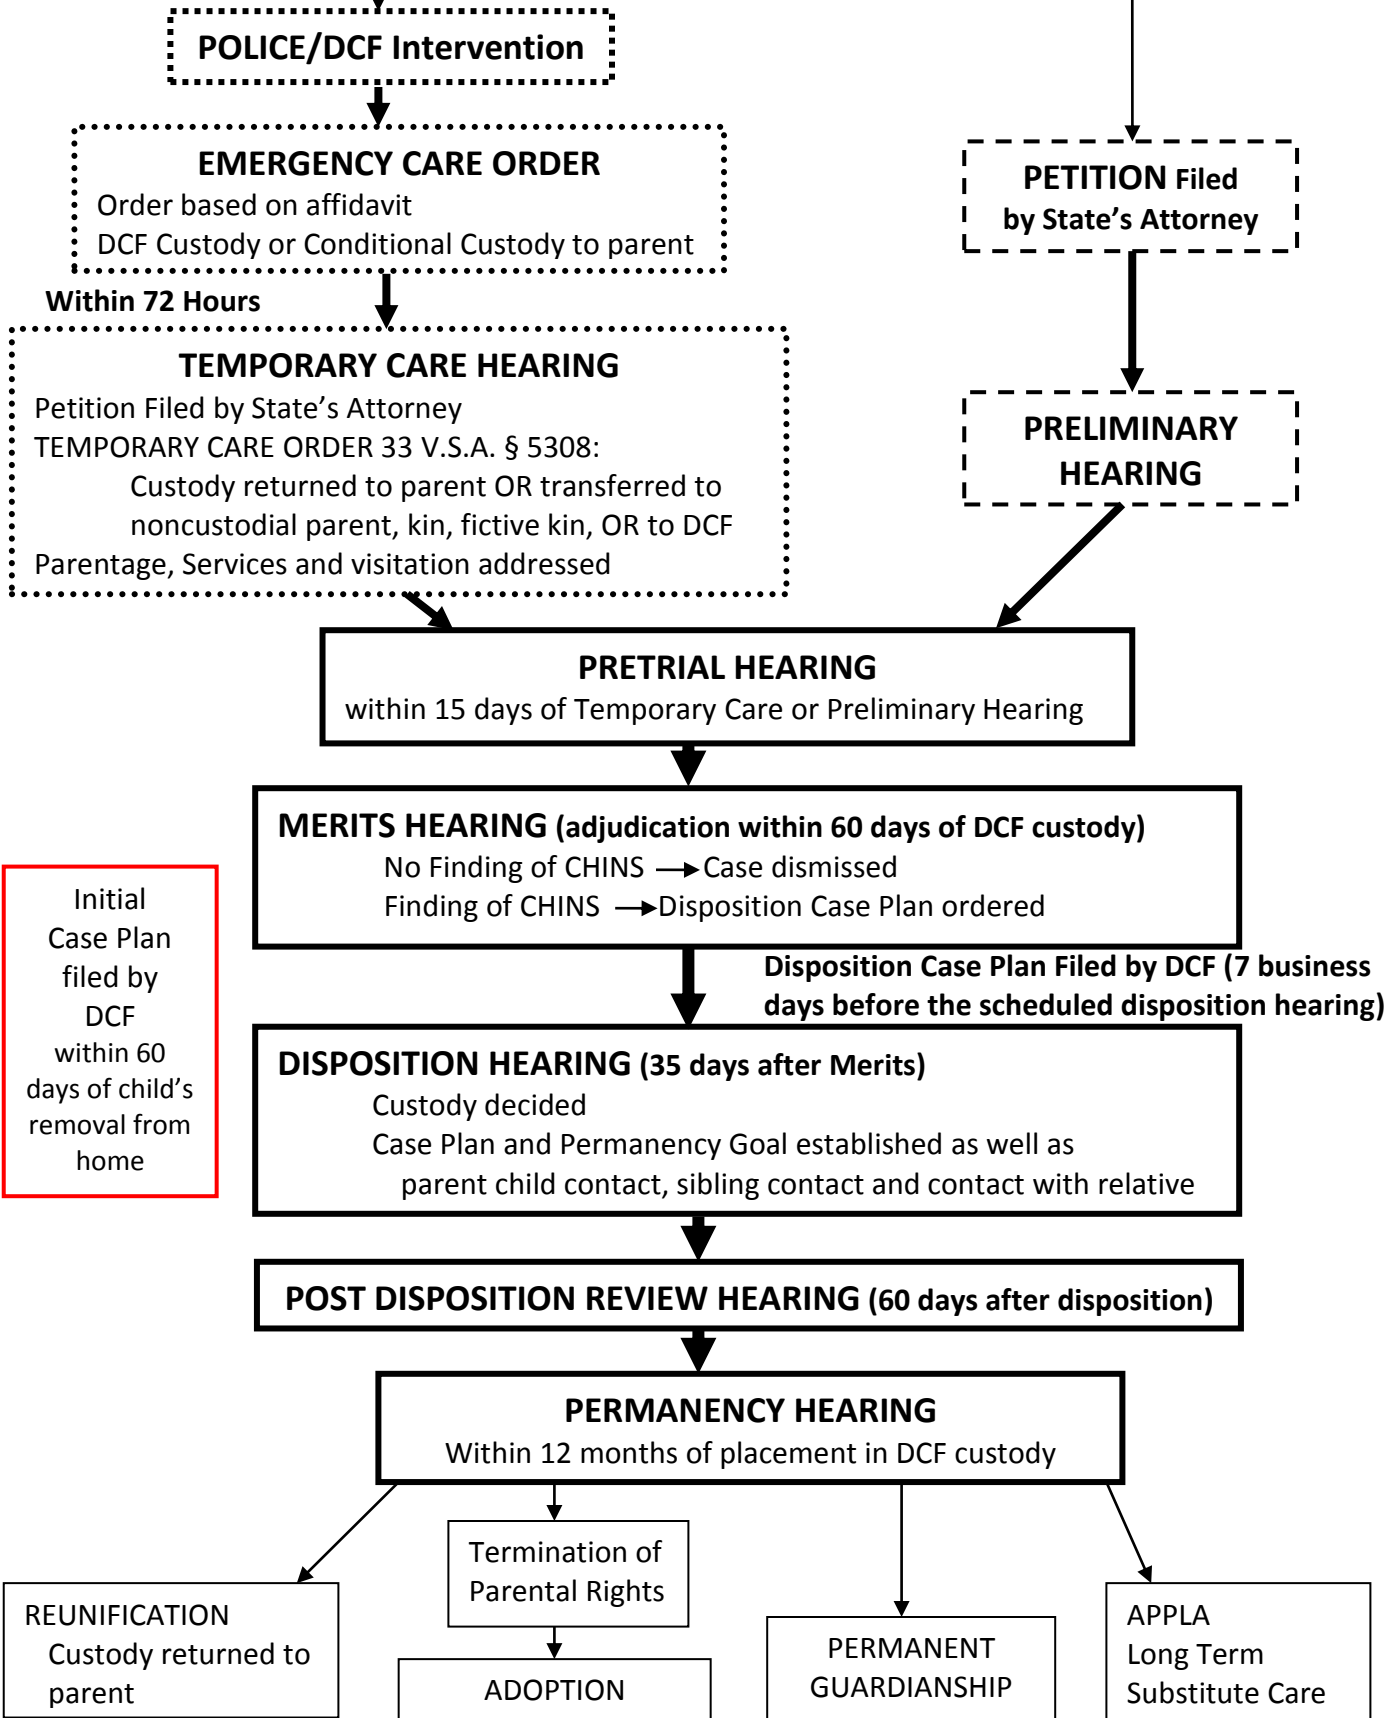 POLICE/DCF Intervention
EMERGENCY CARE ORDER
Order based on affidavit
DCF Custody or Conditional Custody to parent
PETITION Filed
by State’s Attorney
Within 72 Hours
TEMPORARY CARE HEARING
Petition Filed by State’s Attorney
TEMPORARY CARE ORDER 33 V.S.A. § 5308:
Custody returned to parent OR transferred to
noncustodial parent, kin, fictive kin, OR to DCF
Parentage, Services and visitation addressed
PRELIMINARY
HEARING
PRETRIAL HEARING
within 15 days of Temporary Care or Preliminary Hearing
MERITS HEARING (adjudication within 60 days of DCF custody)
No Finding of CHINS → Case dismissed
Finding of CHINS → Disposition Case Plan ordered
Initial
Case Plan
filed by
DCF
within 60
days of child’s
removal from
home
Disposition Case Plan Filed by DCF (7 business
days before the scheduled disposition hearing)
DISPOSITION HEARING (35 days after Merits)
Custody decided
Case Plan and Permanency Goal established as well as
parent child contact, sibling contact and contact with relative
POST DISPOSITION REVIEW HEARING (60 days after disposition)
PERMANENCY HEARING
Within 12 months of placement in DCF custody
REUNIFICATION
Custody returned to
parent
Termination of
Parental Rights
ADOPTION
PERMANENT
GUARDIANSHIP
APPLA
Long Term
Substitute Care